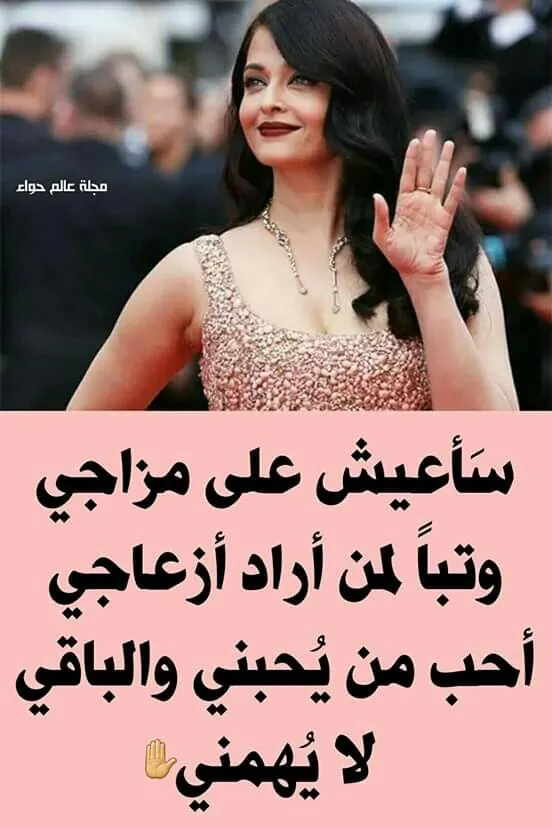 مجلة عالم حواء
سَأعيش على مزاجي
وتباً لمن أراد أزعاجي
أحب من يُحبني والباقي
لا يُهمني✋